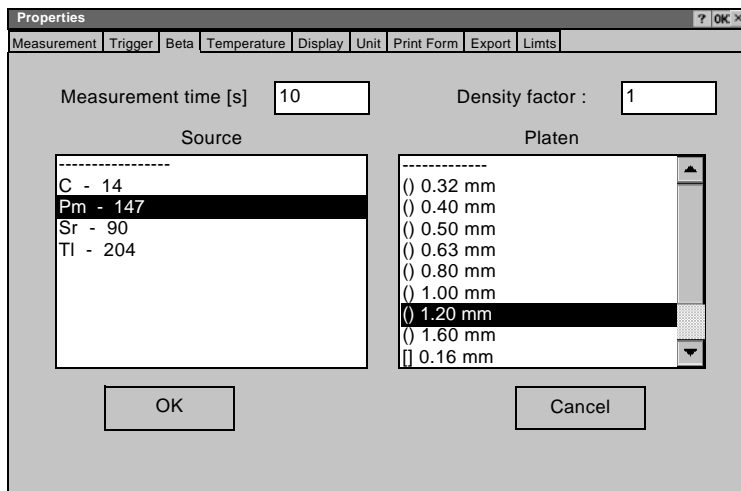 Properties ? OK ×
Measurement Trigger Beta Temperature Display Unit Print Form Export Limts
Measurement time [s] 10 Density factor : 1
Source Platen
-----------------
C - 14
Pm - 147
Sr - 90
Tl - 204
-------------
() 0.32 mm
() 0.40 mm
() 0.50 mm
() 0.63 mm
() 0.80 mm
() 1.00 mm
() 1.20 mm
() 1.60 mm
[] 0.16 mm
OK Cancel